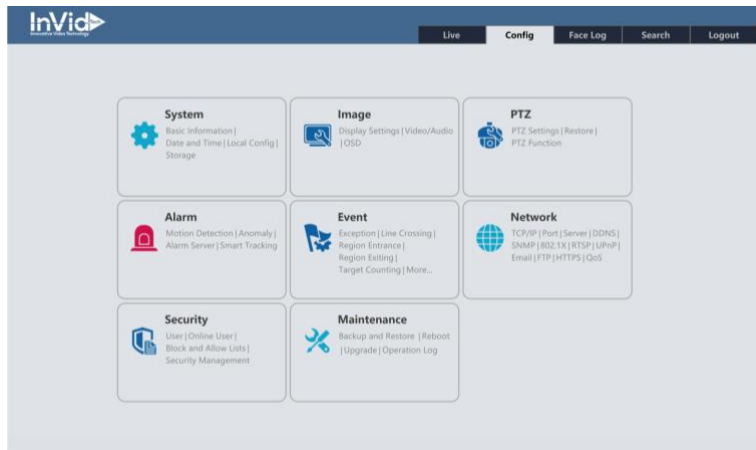 InVid
Innovative Video Technology
Live
Config
Face Log
Search
Logout
System
Basic Information |
Date and Time | Local Config |
Storage
Image
Display Settings | Video/Audio
| OSD
PTZ
PTZ Settings | Restore |
PTZ Function
Alarm
Motion Detection | Anomaly |
Alarm Server | Smart Tracking
Event
Exception | Line Crossing |
Region Entrance |
Region Exiting |
Target Counting | More...
Network
TCP/IP | Port | Server | DDNS |
SNMP | 802.1X | RTSP | UPnP |
Email | FTP | HTTPS | QoS
Security
User | Online User |
Block and Allow Lists |
Security Management
Maintenance
Backup and Restore | Reboot
| Upgrade | Operation Log